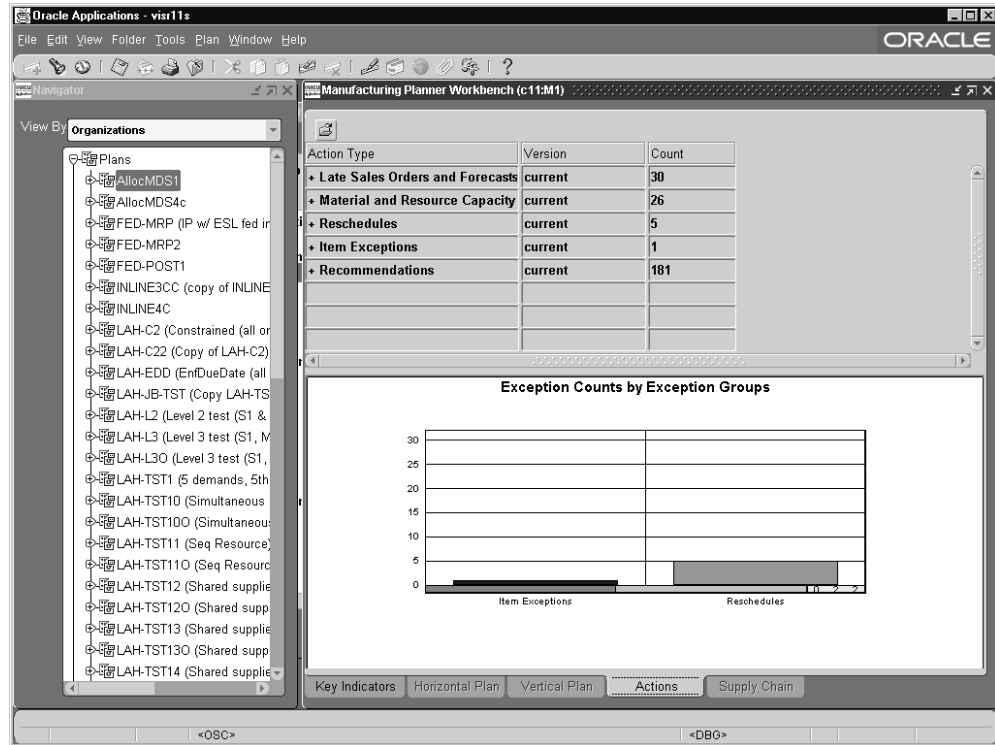 Oracle Applications - visr11s
File Edit View Folder Tools Plan Window Help
ORACLE
Navigator
View By Organizations
Plans
AllocMDS1
AllocMDS4c
FED-MRP (IP w/ ESL fed in
FED-MRP2
FED-POST1
INLINE3CC (copy of INLINE
INLINE4C
LAH-C2 (Constrained (all or
LAH-C22 (Copy of LAH-C2)
LAH-EDD (EnfDueDate (all
LAH-JB-TST (Copy LAH-TS
LAH-L2 (Level 2 test (S1 &
LAH-L3 (Level 3 test (S1, M
LAH-L3O (Level 3 test (S1,
LAH-TST1 (5 demands, 5th
LAH-TST10 (Simultaneous
LAH-TST10O (Simultaneous
LAH-TST11 (Seq Resource)
LAH-TST11O (Seq Resourc
LAH-TST12 (Shared supplie
LAH-TST12O (Shared supp
LAH-TST13 (Shared supplie
LAH-TST13O (Shared supp
LAH-TST14 (Shared supplie
Manufacturing Planner Workbench (c11:M1)
Action Type Version Count
+ Late Sales Orders and Forecasts current 30
+ Material and Resource Capacity current 26
+ Reschedules current 5
+ Item Exceptions current 1
+ Recommendations current 181
Exception Counts by Exception Groups
30
25
20
15
10
5
0
Item Exceptions Reschedules
Key Indicators Horizontal Plan Vertical Plan Actions Supply Chain
<OSC> <DBG>